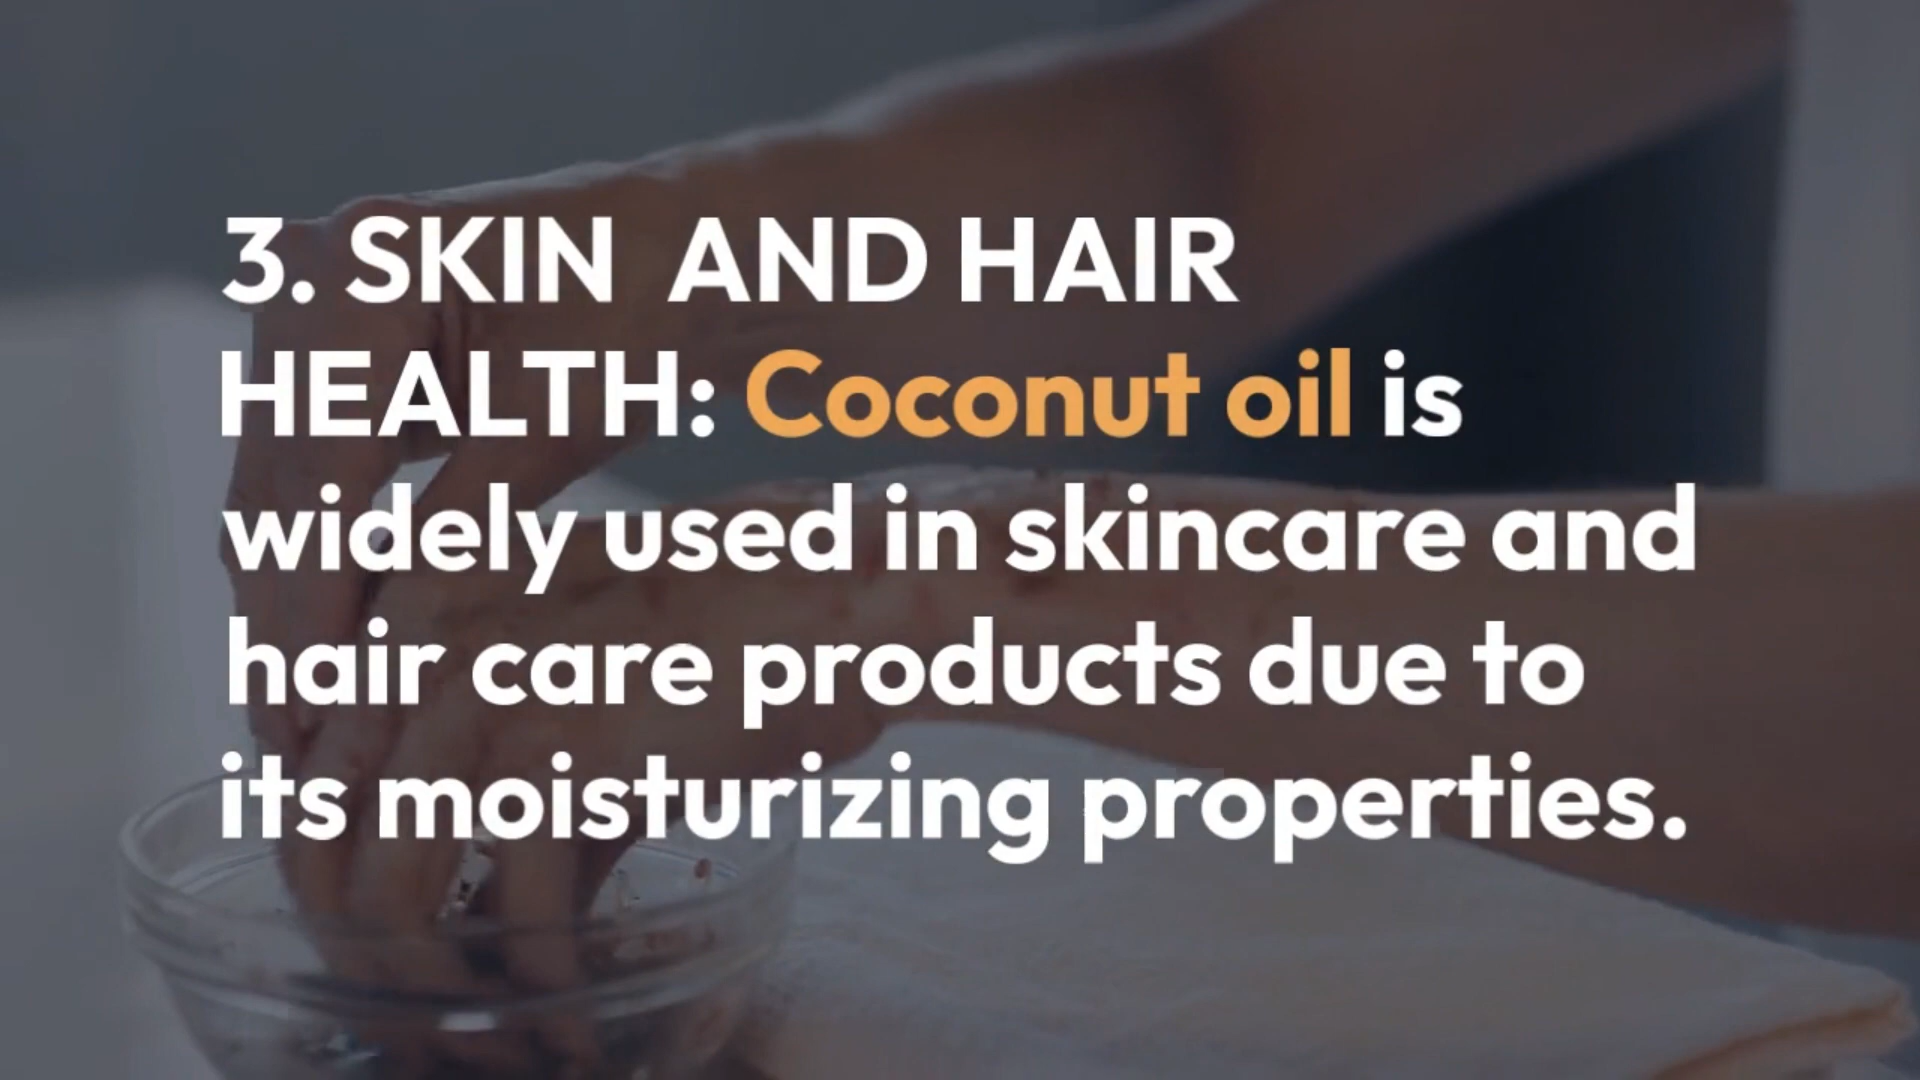 3. SKIN  AND HAIR
HEALTH: Coconut oil is
widely used in skincare and
hair care products due to
its moisturizing properties.